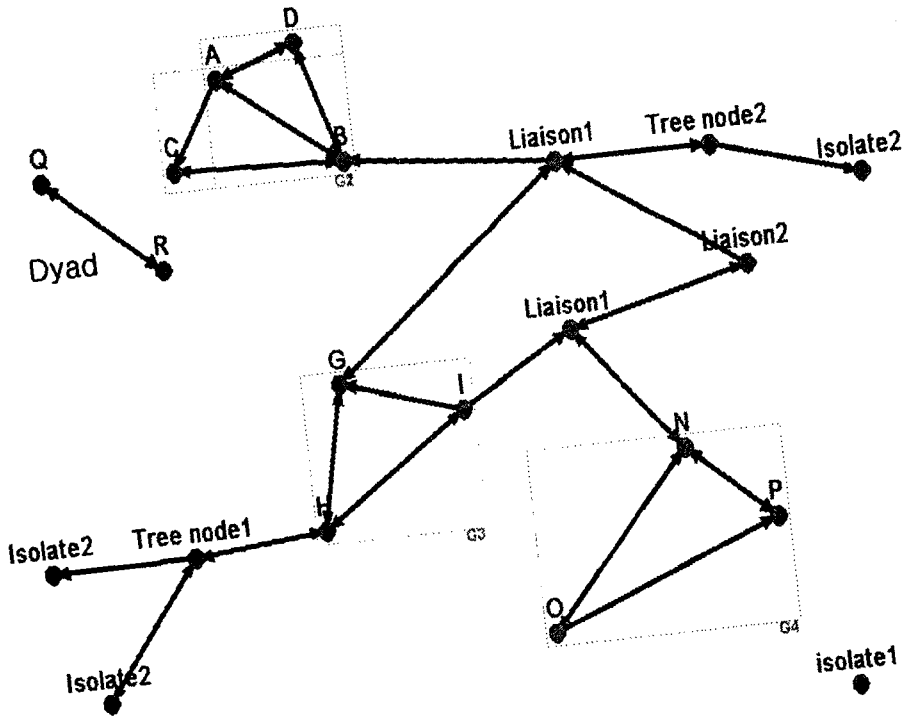 D
A
C
B
G2
Liaison1
Tree node2
Isolate2
Q
R
Dyad
Liaison2
Liaison1
G
I
H
G3
N
P
O
G4
Tree node1
Isolate2
Isolate2
isolate1